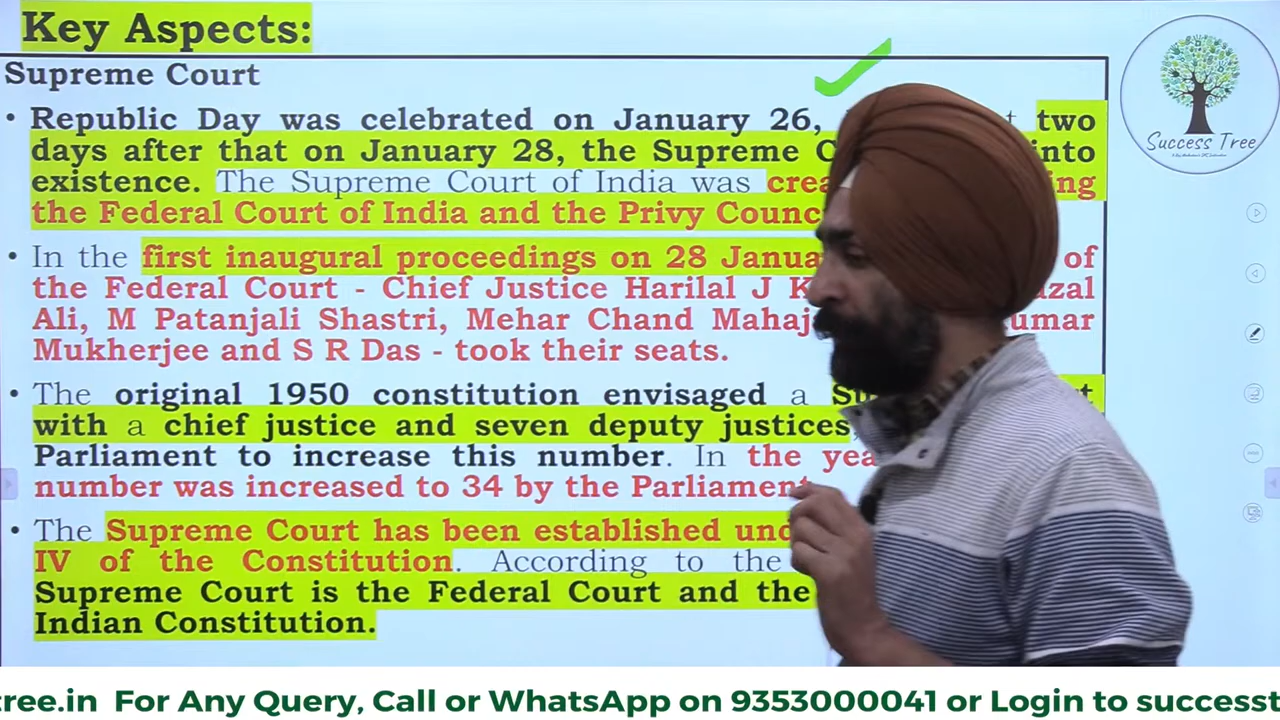 Key Aspects:
Supreme Court
• Republic Day was celebrated on January 26, two
days after that on January 28, the Supreme into
existence. The Supreme Court of India was
the Federal Court of India and the Privy
• In the first inaugural proceedings on 28 of
the Federal Court - Chief Justice Harilal J
Ali, M Patanjali Shastri, Mehar Chand
Mukherjee and S R Das - took their seats.
• The original 1950 constitution envisaged a
with a chief justice and seven deputy justices,
Parliament to increase this number. In the
number was increased to 34 by the Parliament
• The Supreme Court has been established
IV of the Constitution. According to the
Supreme Court is the Federal Court and the
Indian Constitution.
Success Tree
tree.in For Any Query, Call or WhatsApp on 9353000041 or Login to success